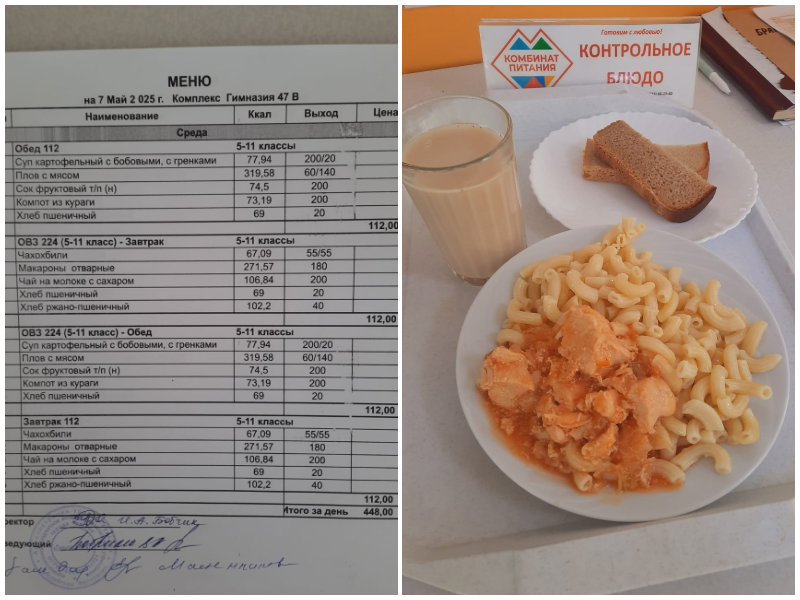 МЕНЮ
на 7 Май 2 025 г. Комплекс Гимназия 47 В
Наименование Ккал Выход Цена
Среда
Обед 112 5-11 классы
Суп картофельный с бобовыми, с гренками 77,94 200/20
Плов с мясом 319,58 60/140
Сок фруктовый т/п (н) 74,5 200
Компот из кураги 73,19 200
Хлеб пшеничный 69 20
112,00
ОВЗ 224 (5-11 класс) - Завтрак 5-11 классы
Чахохбили 67,09 55/55
Макароны отварные 271,57 180
Чай на молоке с сахаром 106,84 200
Хлеб пшеничный 69 20
Хлеб ржано-пшеничный 102,2 40
112,00
ОВЗ 224 (5-11 класс) - Обед 5-11 классы
Суп картофельный с бобовыми, с гренками 77,94 200/20
Плов с мясом 319,58 60/140
Сок фруктовый т/п (н) 74,5 200
Компот из кураги 73,19 200
Хлеб пшеничный 69 20
112,00
Завтрак 112 5-11 классы
Чахохбили 67,09 55/55
Макароны отварные 271,57 180
Чай на молоке с сахаром 106,84 200
Хлеб пшеничный 69 20
Хлеб ржано-пшеничный 102,2 40
112,00
Итого за день 448,00
ректор
ведующий
Готовим с любовью!
КОМБИНАТ
ПИТАНИЯ
КОНТРОЛЬНОЕ
БЛЮДО